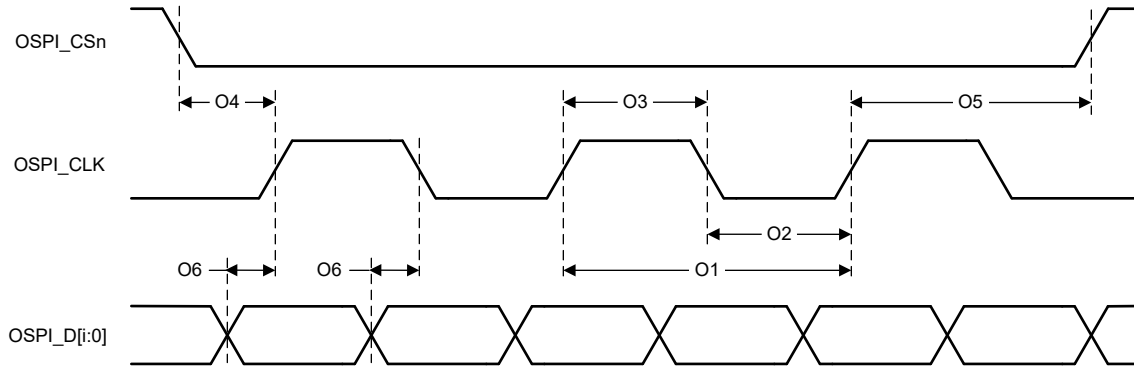 OSPI_CSn
O4
O3
O5
OSPI_CLK
O2
O6
O6
O1
OSPI_D[i:0]